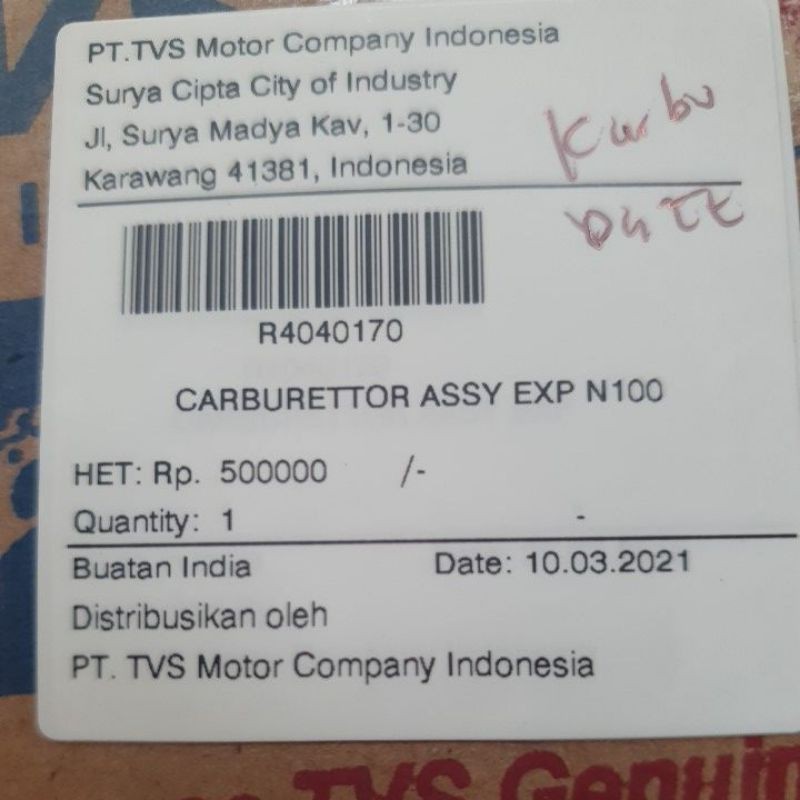 PT.TVS Motor Company Indonesia
Surya Cipta City of Industry
Jl, Surya Madya Kav, 1-30
Karawang 41381, Indonesia
Karbu
R4040170
CARBURETTOR ASSY EXP N100
HET: Rp. 500000 /-
Quantity: 1 -
Buatan India Date: 10.03.2021
Distribusikan oleh
PT. TVS Motor Company Indonesia
TVS Genuin